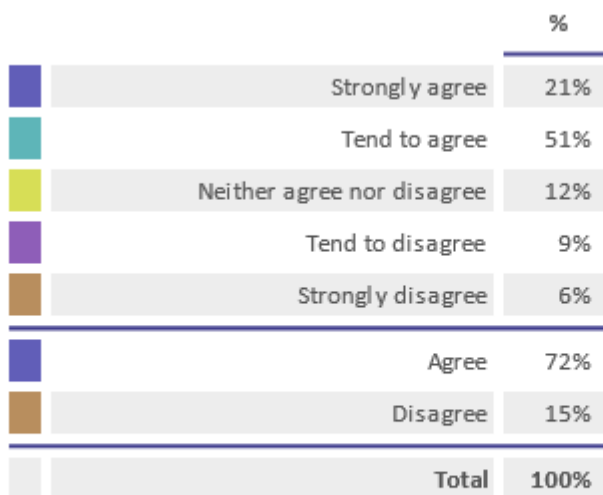 %
Strongly agree 21%
Tend to agree 51%
Neither agree nor disagree 12%
Tend to disagree 9%
Strongly disagree 6%
Agree 72%
Disagree 15%
Total 100%